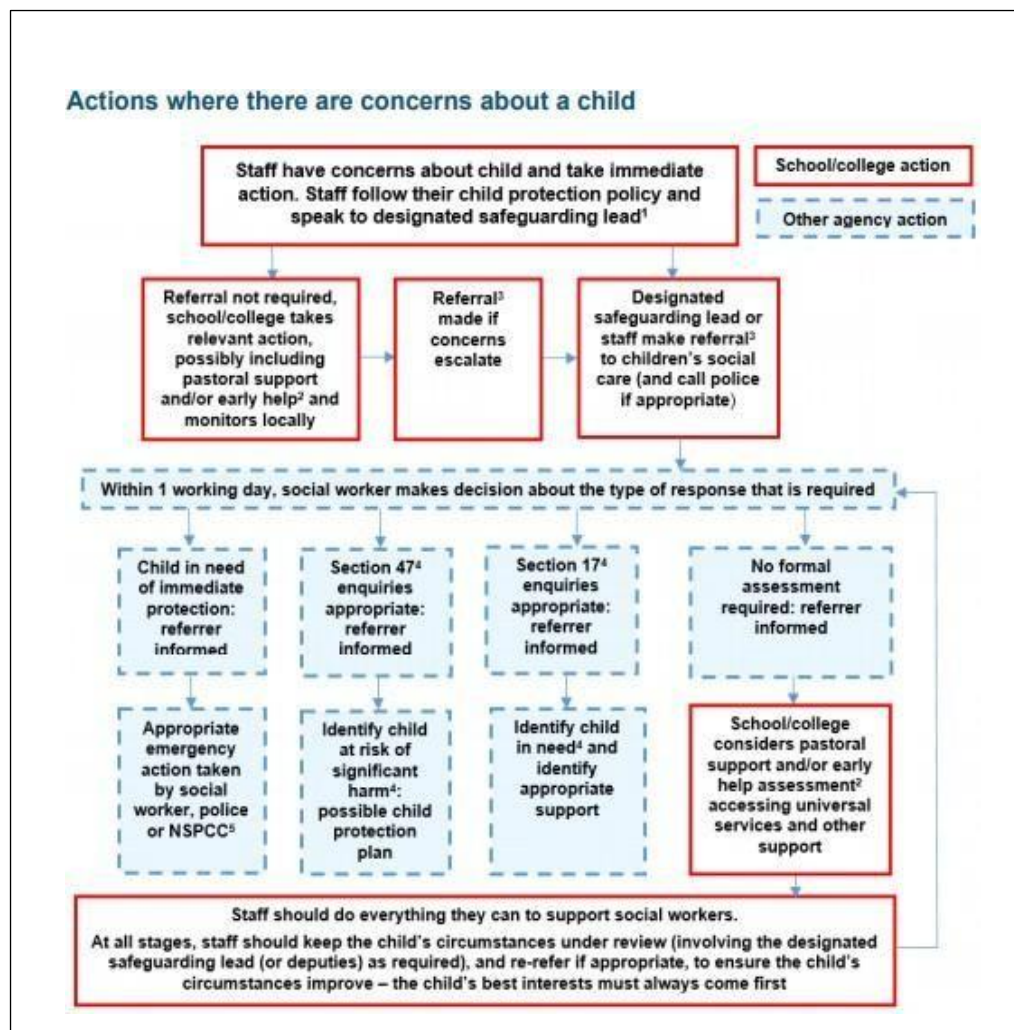 Actions where there are concerns about a child
Staff have concerns about child and take immediate
action. Staff follow their child protection policy and
speak to designated safeguarding lead¹
School/college action
Other agency action
Referral not required,
school/college takes
relevant action,
possibly including
pastoral support
and/or early help² and
monitors locally
Referral³
made if
concerns
escalate
Designated
safeguarding lead or
staff make referral³
to children's social
care (and call police
if appropriate)
Within 1 working day, social worker makes decision about the type of response that is required
Child in need
of immediate
protection:
referrer
informed
Section 47⁴
enquiries
appropriate:
referrer
informed
Section 17⁴
enquiries
appropriate:
referrer
informed
No formal
assessment
required: referrer
informed
Appropriate
emergency
action taken
by social
worker, police
or NSPCC⁵
Identify child
at risk of
significant
harm⁴:
possible child
protection
plan
Identify child
in need⁴ and
identify
appropriate
support
School/college
considers pastoral
support and/or early
help assessment²
accessing universal
services and other
support
Staff should do everything they can to support social workers.
At all stages, staff should keep the child's circumstances under review (involving the designated
safeguarding lead (or deputies) as required), and re-refer if appropriate, to ensure the child's
circumstances improve – the child's best interests must always come first